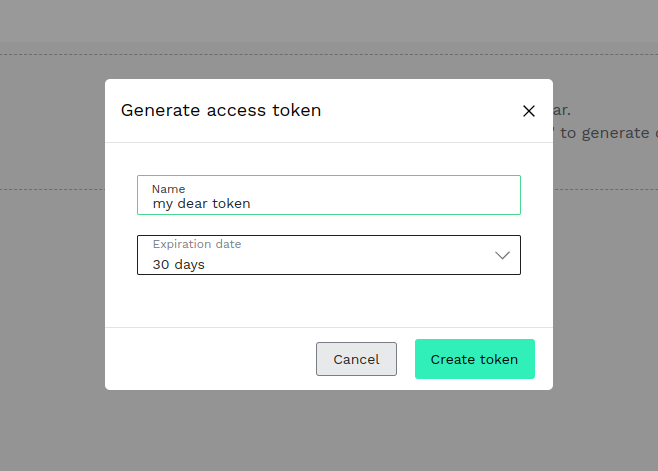 Generate access token
ar.
to generate
Name
my dear token
Expiration date
30 days
Cancel
Create token